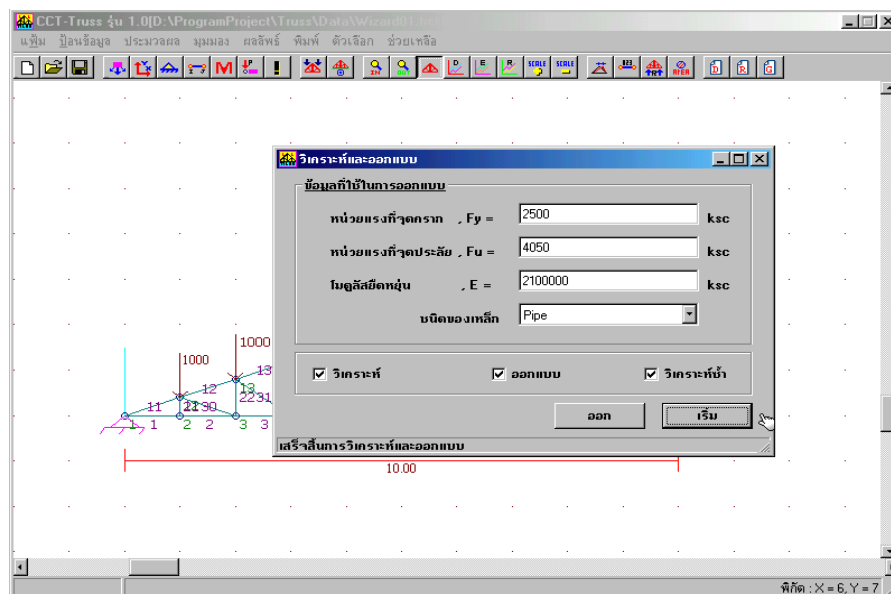 CCT-Truss รุ่น 1.0[D:\ProgramProject\Truss\Data\Wizard01
แฟ้ม ป้อนข้อมูล ประมวลผล มุมมอง ผลลัพธ์ พิมพ์ ตัวเลือก ช่วยเหลือ
วิเคราะห์และออกแบบ
ข้อมูลที่ใช้ในการออกแบบ
หน่วยแรงที่จุดคราก , Fy = 2500 ksc
หน่วยแรงที่จุดประลัย , Fu = 4050 ksc
โมดูลัสยืดหยุ่น , E = 2100000 ksc
ชนิดของเหล็ก Pipe
วิเคราะห์ ออกแบบ วิเคราะห์ซ้ำ
ออก เริ่ม
เสร็จสิ้นการวิเคราะห์และออกแบบ
1000
1000
13
12
11
1 1 2 2 3 3
10.00
พิกัด : X = 6, Y = 7